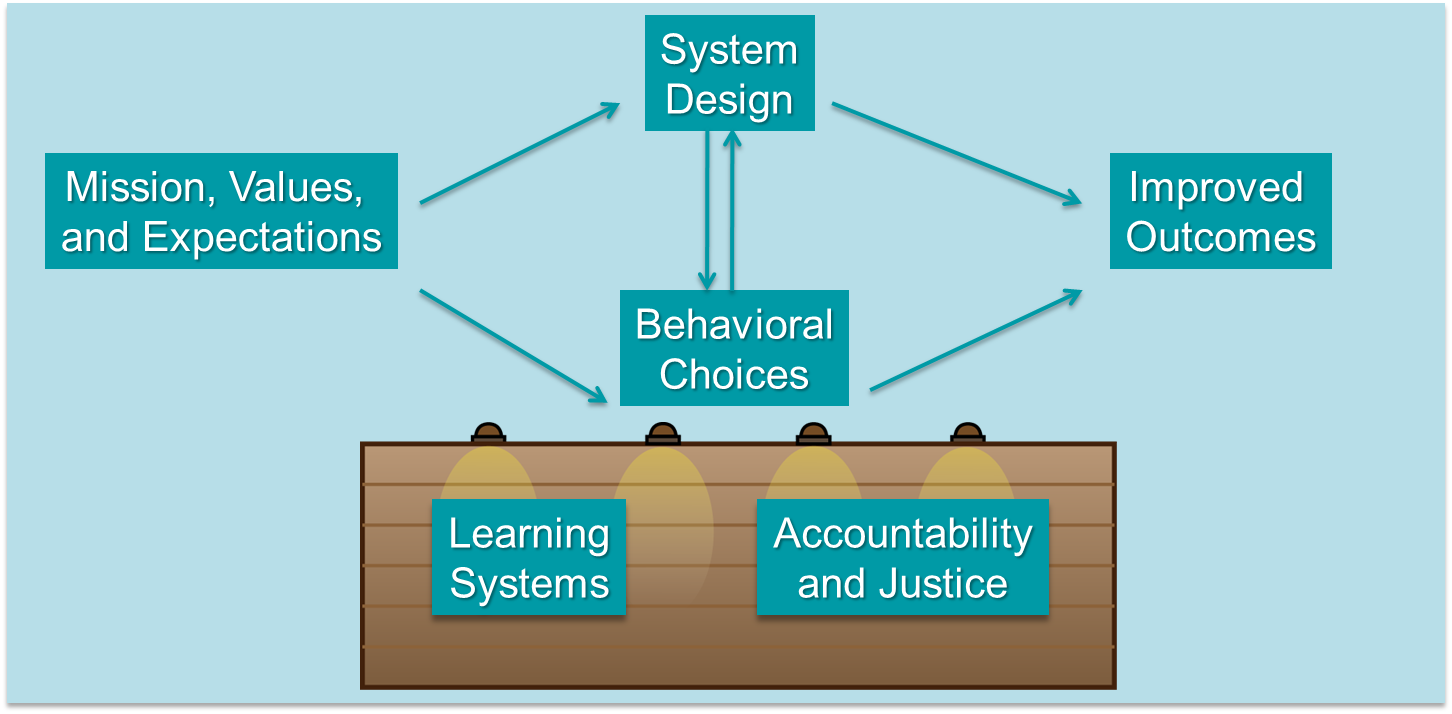 System
Design
Mission, Values,
and Expectations
Improved
Outcomes
Behavioral
Choices
Learning
Systems
Accountability
and Justice